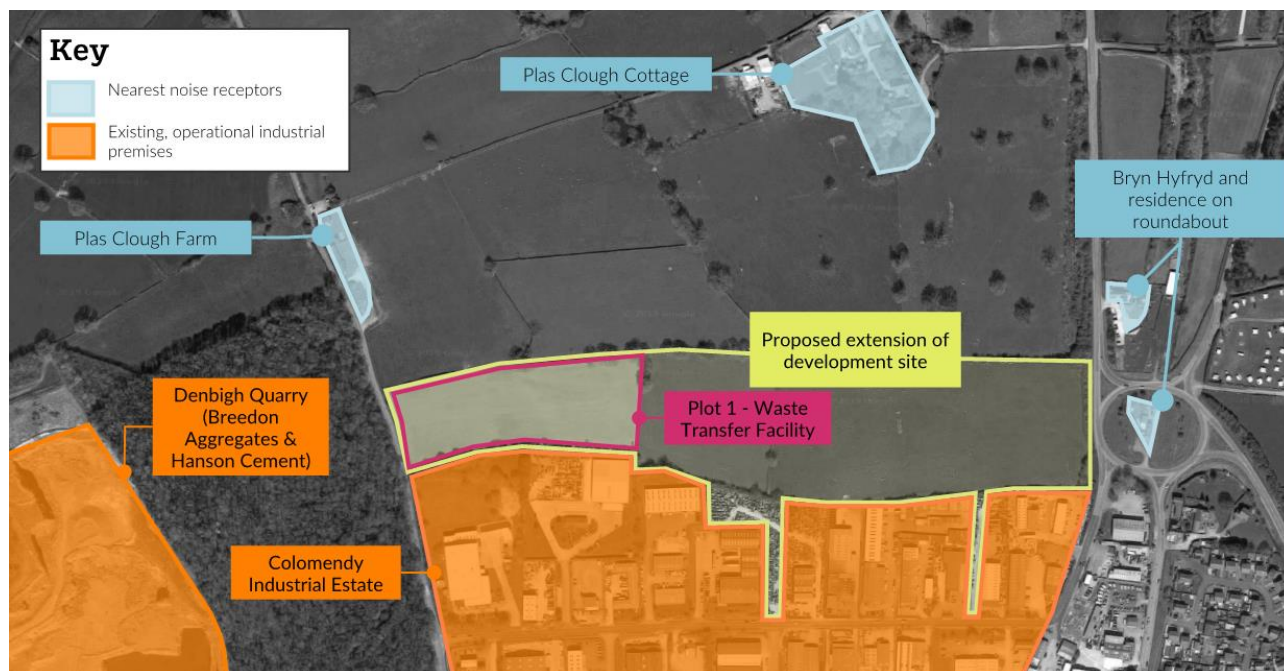 Key
Nearest noise receptors
Existing, operational industrial
premises
Plas Clough Cottage
Bryn Hyfryd and
residence on
roundabout
Plas Clough Farm
Proposed extension of
development site
Denbigh Quarry
(Breedon
Aggregates &
Hanson Cement)
Plot 1 - Waste
Transfer Facility
Colomendy
Industrial Estate